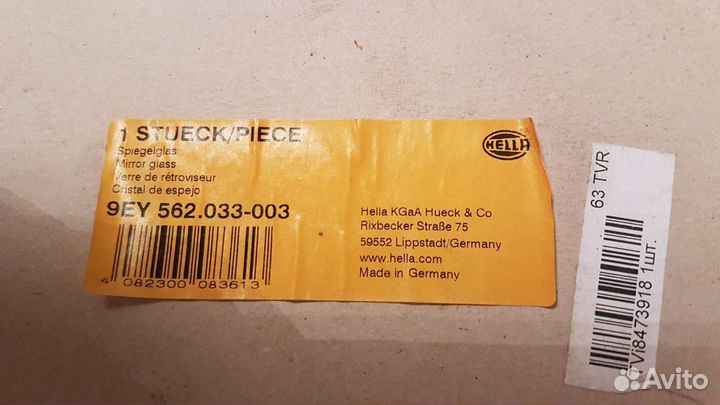 1 STUECK/PIECE
Spiegelglas
Mirror glass
Verre de rétroviseur
Cristal de espejo
9EY 562.033-003
4 082300 083613
HELLA
Hella KGaA Hueck & Co
Rixbecker Straße 75
59552 Lippstadt/Germany
www.hella.com
Made in Germany
63 TVR
Vi8473918 1шт.
Avito